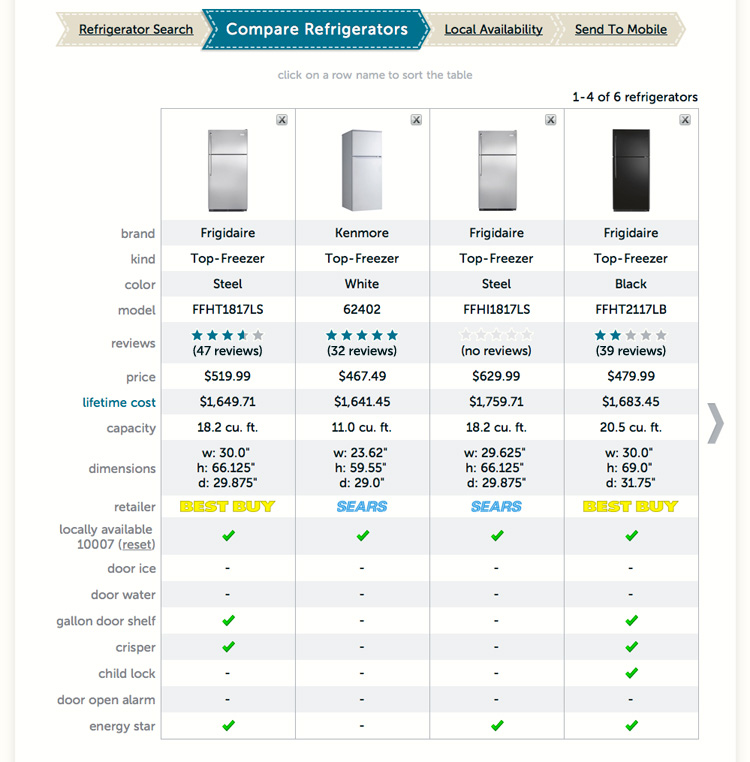 Refrigerator Search Compare Refrigerators Local Availability Send To Mobile
click on a row name to sort the table
1-4 of 6 refrigerators
brand Frigidaire Kenmore Frigidaire Frigidaire
kind Top-Freezer Top-Freezer Top-Freezer Top-Freezer
color Steel White Steel Black
model FFHT1817LS 62402 FFHI1817LS FFHT2117LB
reviews (47 reviews) (32 reviews) (no reviews) (39 reviews)
price $519.99 $467.49 $629.99 $479.99
lifetime cost $1,649.71 $1,641.45 $1,759.71 $1,683.45
capacity 18.2 cu. ft. 11.0 cu. ft. 18.2 cu. ft. 20.5 cu. ft.
w: 30.0" w: 23.62" w: 29.625" w: 30.0"
dimensions h: 66.125" h: 59.55" h: 66.125" h: 69.0"
d: 29.875" d: 29.0" d: 29.875" d: 31.75"
retailer BEST BUY SEARS SEARS BEST BUY
locally available
10007 (reset)
door ice - - - -
door water - - - -
gallon door shelf - -
crisper - -
child lock - - -
door open alarm - - - -
energy star -